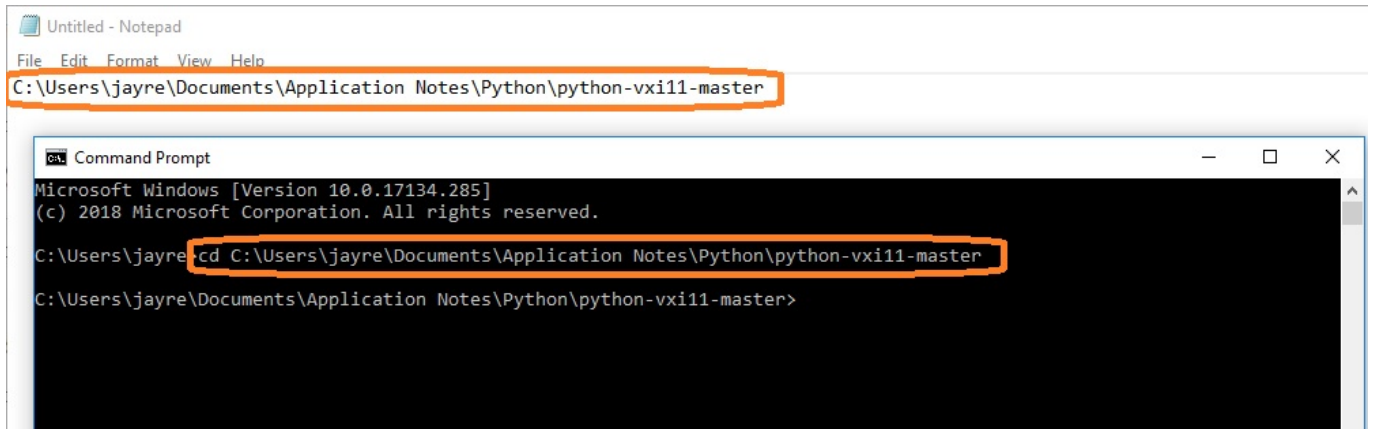 Untitled - Notepad
File Edit Format View Help
C:\Users\jayre\Documents\Application Notes\Python\python-vxi11-master
Command Prompt
Microsoft Windows [Version 10.0.17134.285]
(c) 2018 Microsoft Corporation. All rights reserved.
C:\Users\jayre>cd C:\Users\jayre\Documents\Application Notes\Python\python-vxi11-master
C:\Users\jayre\Documents\Application Notes\Python\python-vxi11-master>